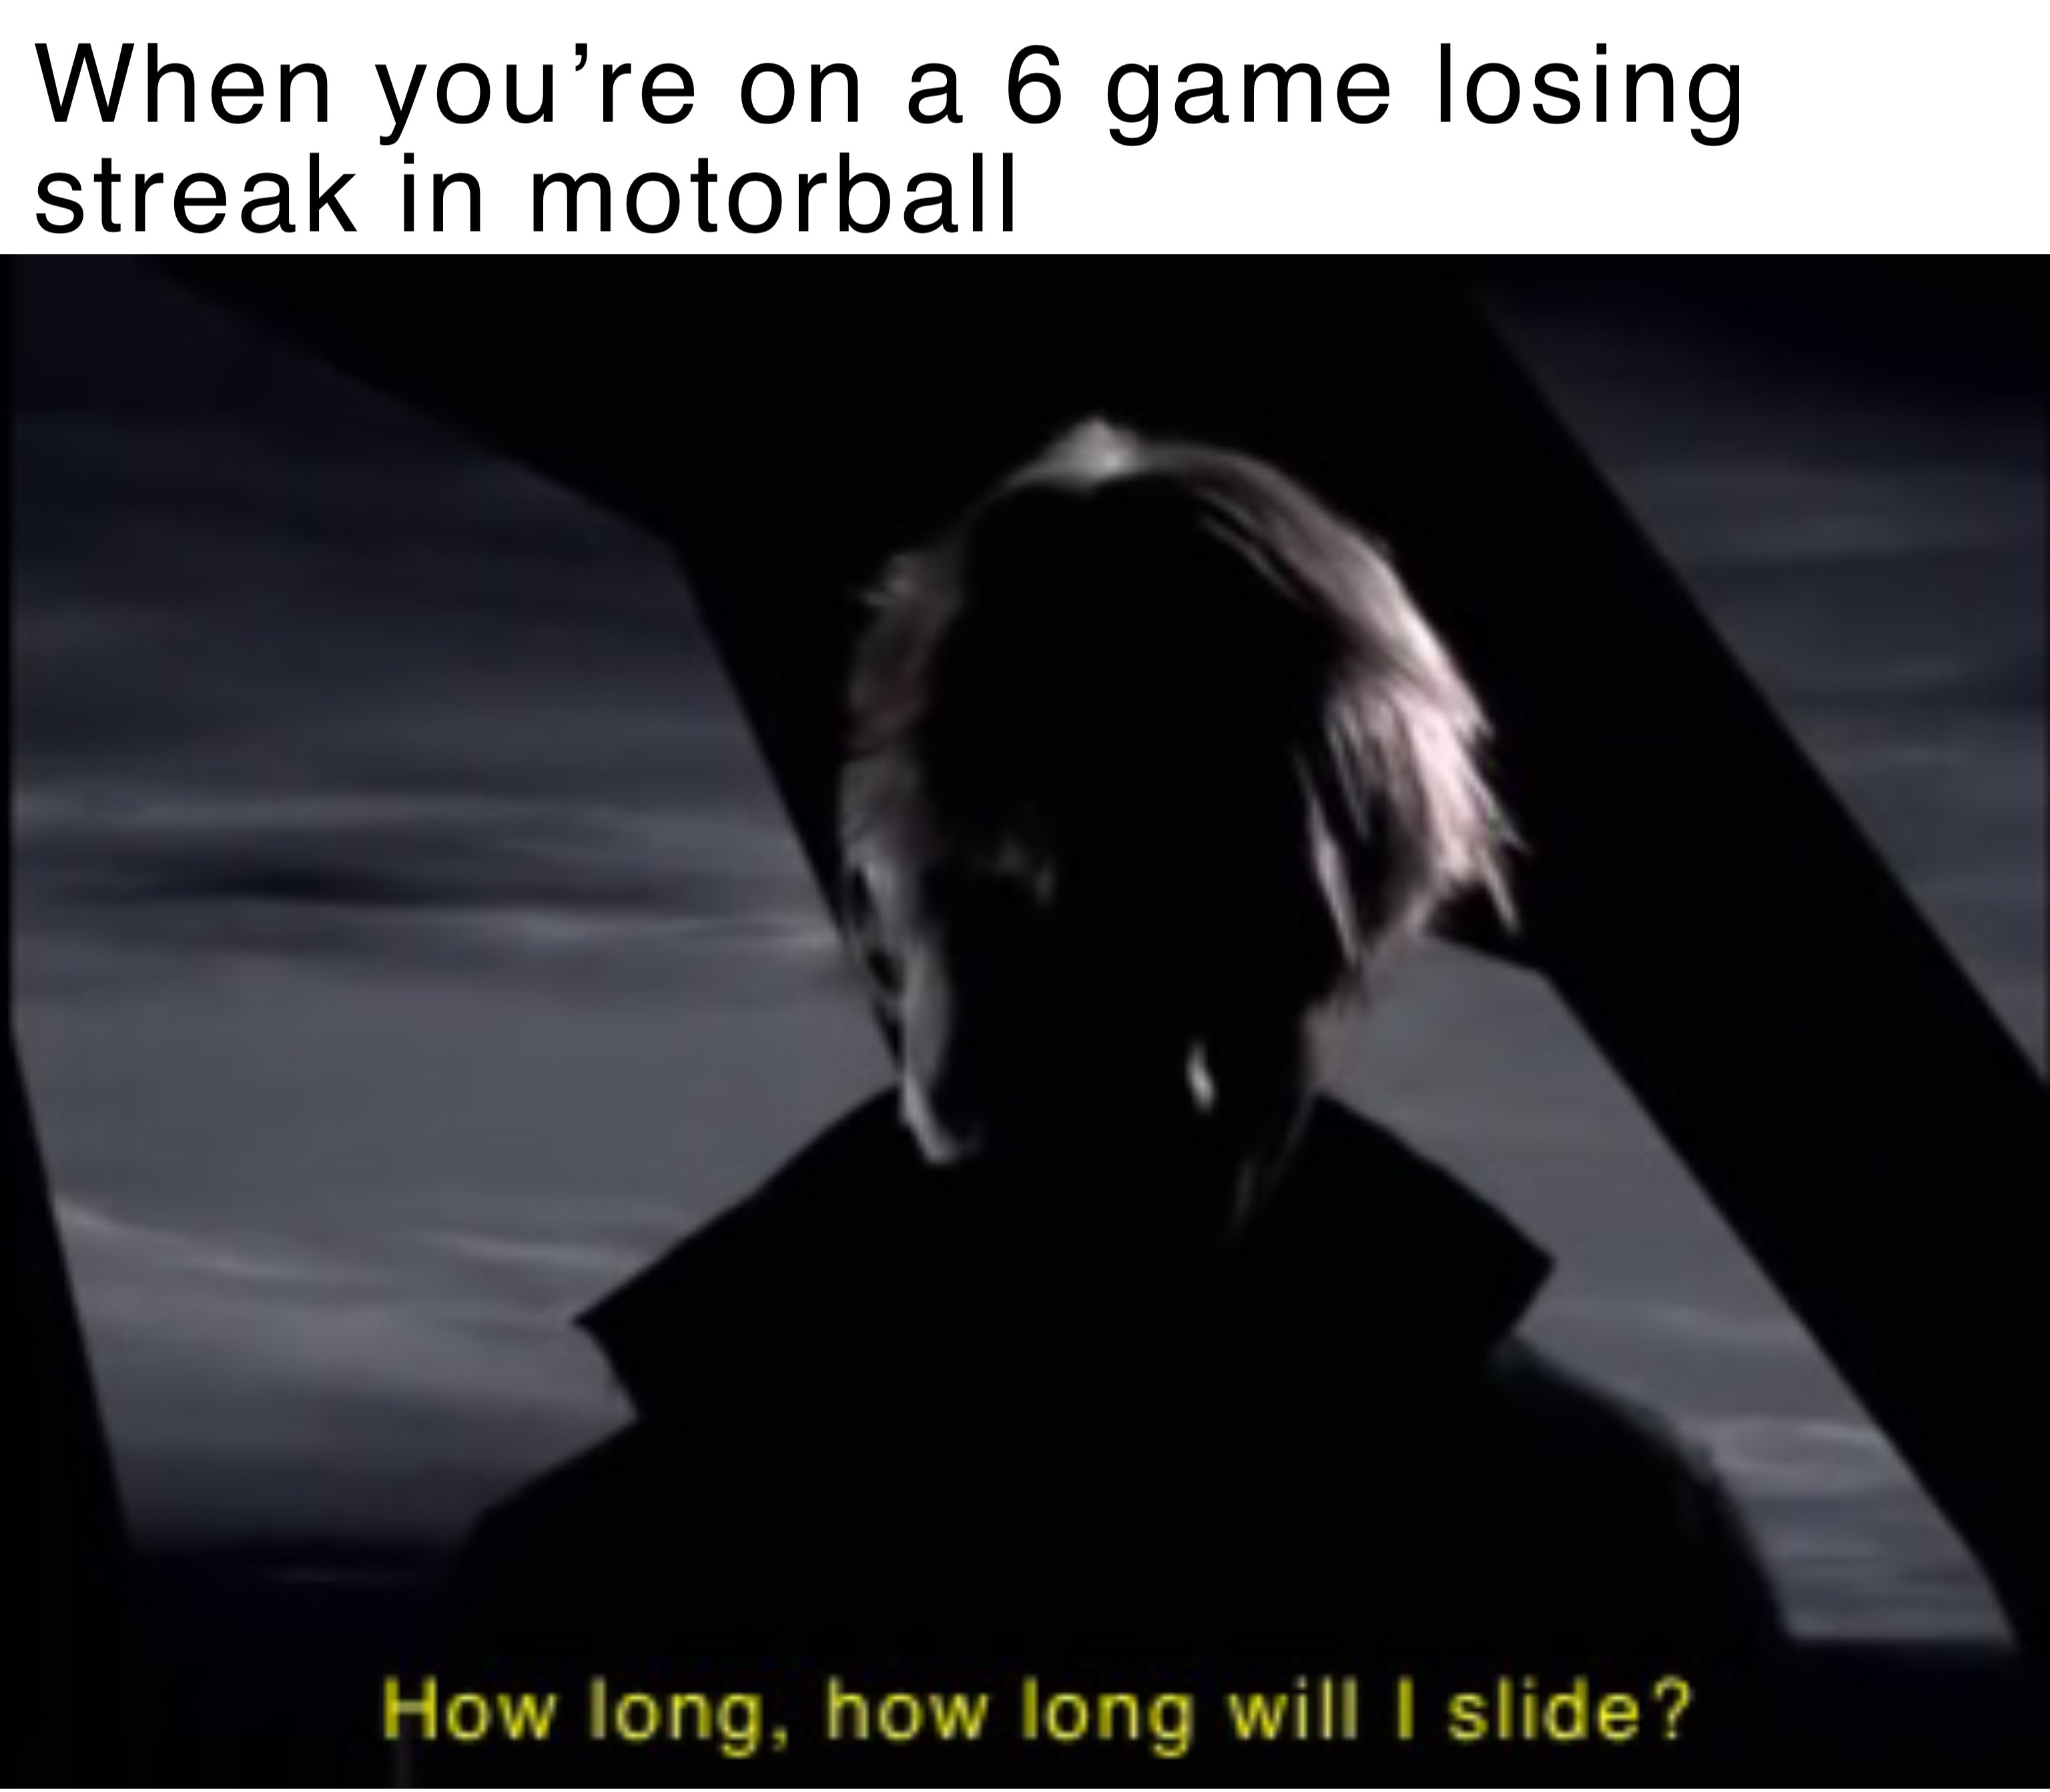 When you’re on a 6 game losing
streak in motorball
How long, how long will I slide?